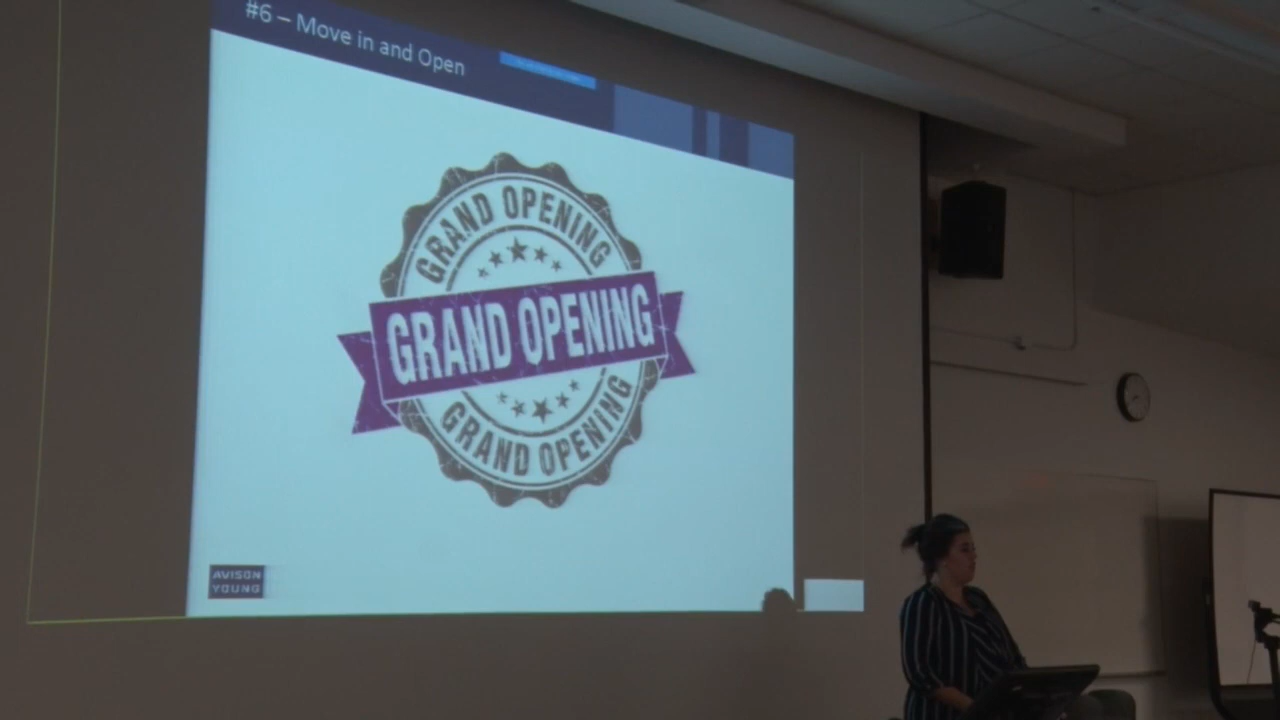 #6 – Move in and Open
GRAND OPENING
GRAND OPENING
GRAND OPENING
AVISON
YOUNG